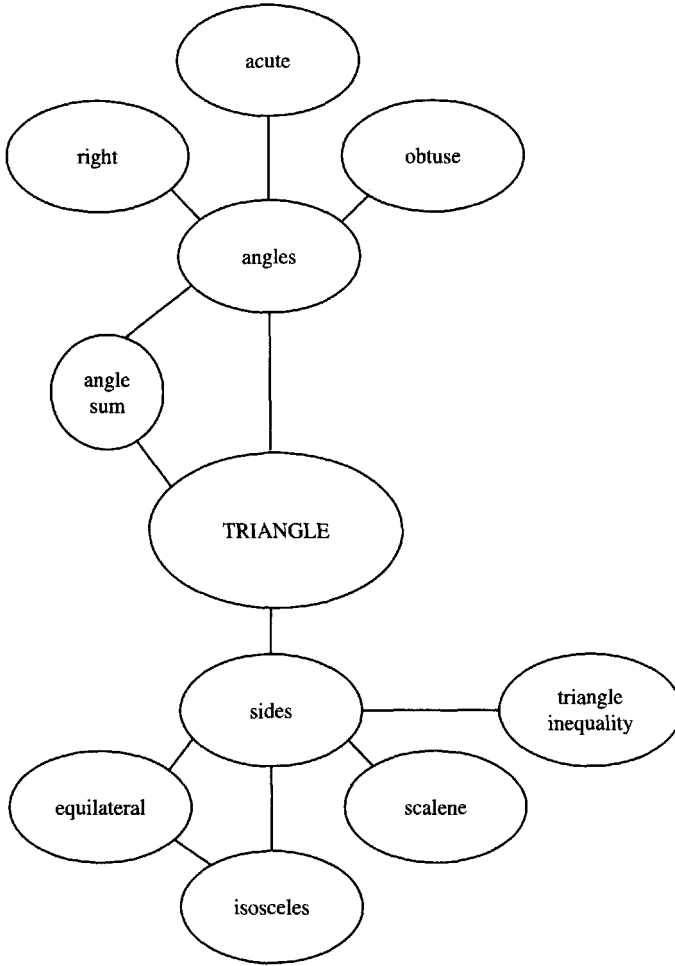 acute
right
obtuse
angles
angle
sum
TRIANGLE
sides
triangle
inequality
equilateral
scalene
isosceles